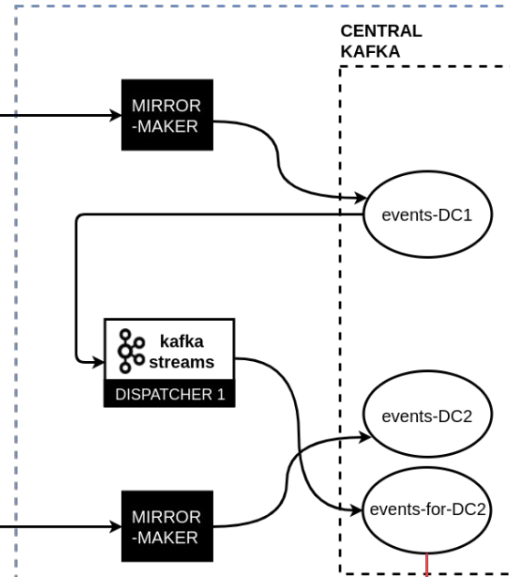 CENTRAL
KAFKA
MIRROR
-MAKER
events-DC1
kafka
streams
DISPATCHER 1
events-DC2
MIRROR
-MAKER
events-for-DC2